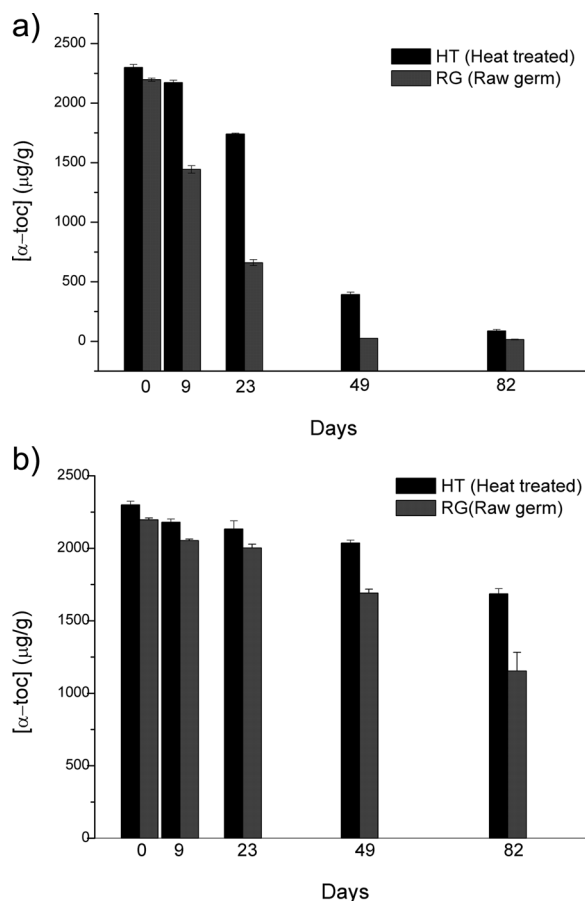 a)
HT (Heat treated)
RG (Raw germ)
[α−toc] (μg/g)
2500
2000
1500
1000
500
0
0 9 23 49 82
Days
b)
HT (Heat treated)
RG(Raw germ)
[α−toc] (μg/g)
2500
2000
1500
1000
500
0
0 9 23 49 82
Days